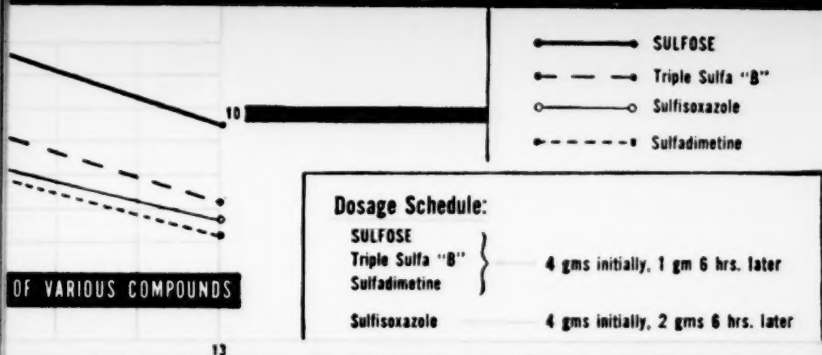 SULFOSE
Triple Sulfa "B"
Sulfisoxazole
Sulfadimetine
10
Dosage Schedule:
SULFOSE
Triple Sulfa "B"
Sulfadimetine
4 gms initially, 1 gm 6 hrs. later
Sulfisoxazole 4 gms initially, 2 gms 6 hrs. later
OF VARIOUS COMPOUNDS
13